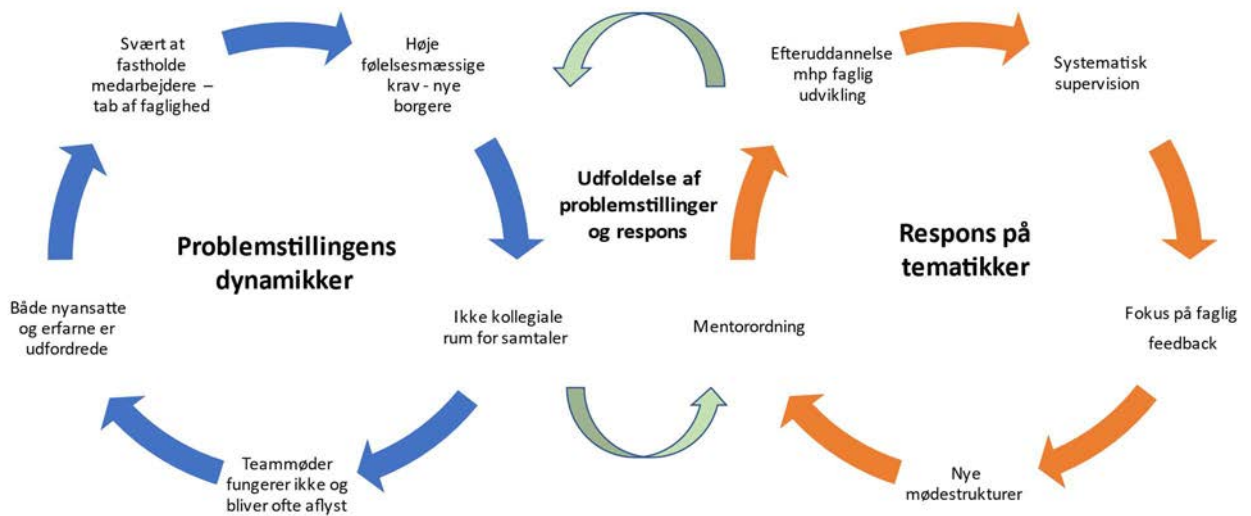 Svært at
fastholde
medarbejdere –
tab af faglighed
Høje
følelsesmæssige
krav - nye
borgere
Ikke kollegiale
rum for samtaler
Teammøder
fungerer ikke og
bliver ofte aflyst
Både nyansatte
og erfarne er
udfordrede
Problemstillingens
dynamikker
Udfoldelse af
problemstillinger
og respons
Efteruddannelse
mhp faglig
udvikling
Systematisk
supervision
Fokus på faglig
feedback
Nye
mødestrukturer
Mentorordning
Respons på
tematikker